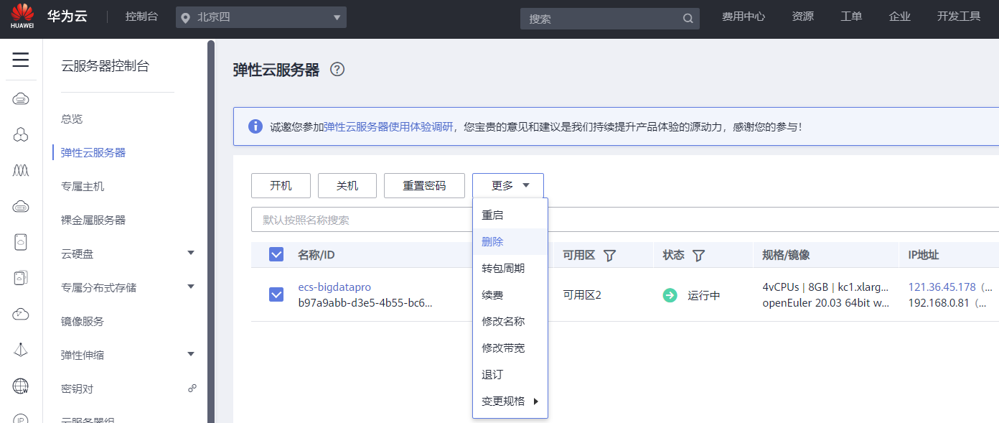 HUAWEI
华为云
控制台
北京四
搜索
费用中心
资源
工单
企业
开发工具
云服务器控制台
总览
弹性云服务器
专属主机
裸金属服务器
云硬盘
专属分布式存储
镜像服务
弹性伸缩
密钥对
云服务器组
弹性云服务器
诚邀您参加弹性云服务器使用体验调研，您宝贵的意见和建议是我们持续提升产品体验的源动力，感谢您的参与！
开机
关机
重置密码
更多
默认按照名称搜索
重启
删除
转包周期
续费
修改名称
修改带宽
退订
变更规格
名称/ID
可用区
状态
规格/镜像
IP地址
ecs-bigdatapro
b97a9abb-d3e5-4b55-bc6...
可用区2
运行中
4vCPUs | 8GB | kc1.xlarg...
openEuler 20.03 64bit w...
121.36.45.178（...
192.168.0.81（...
IP